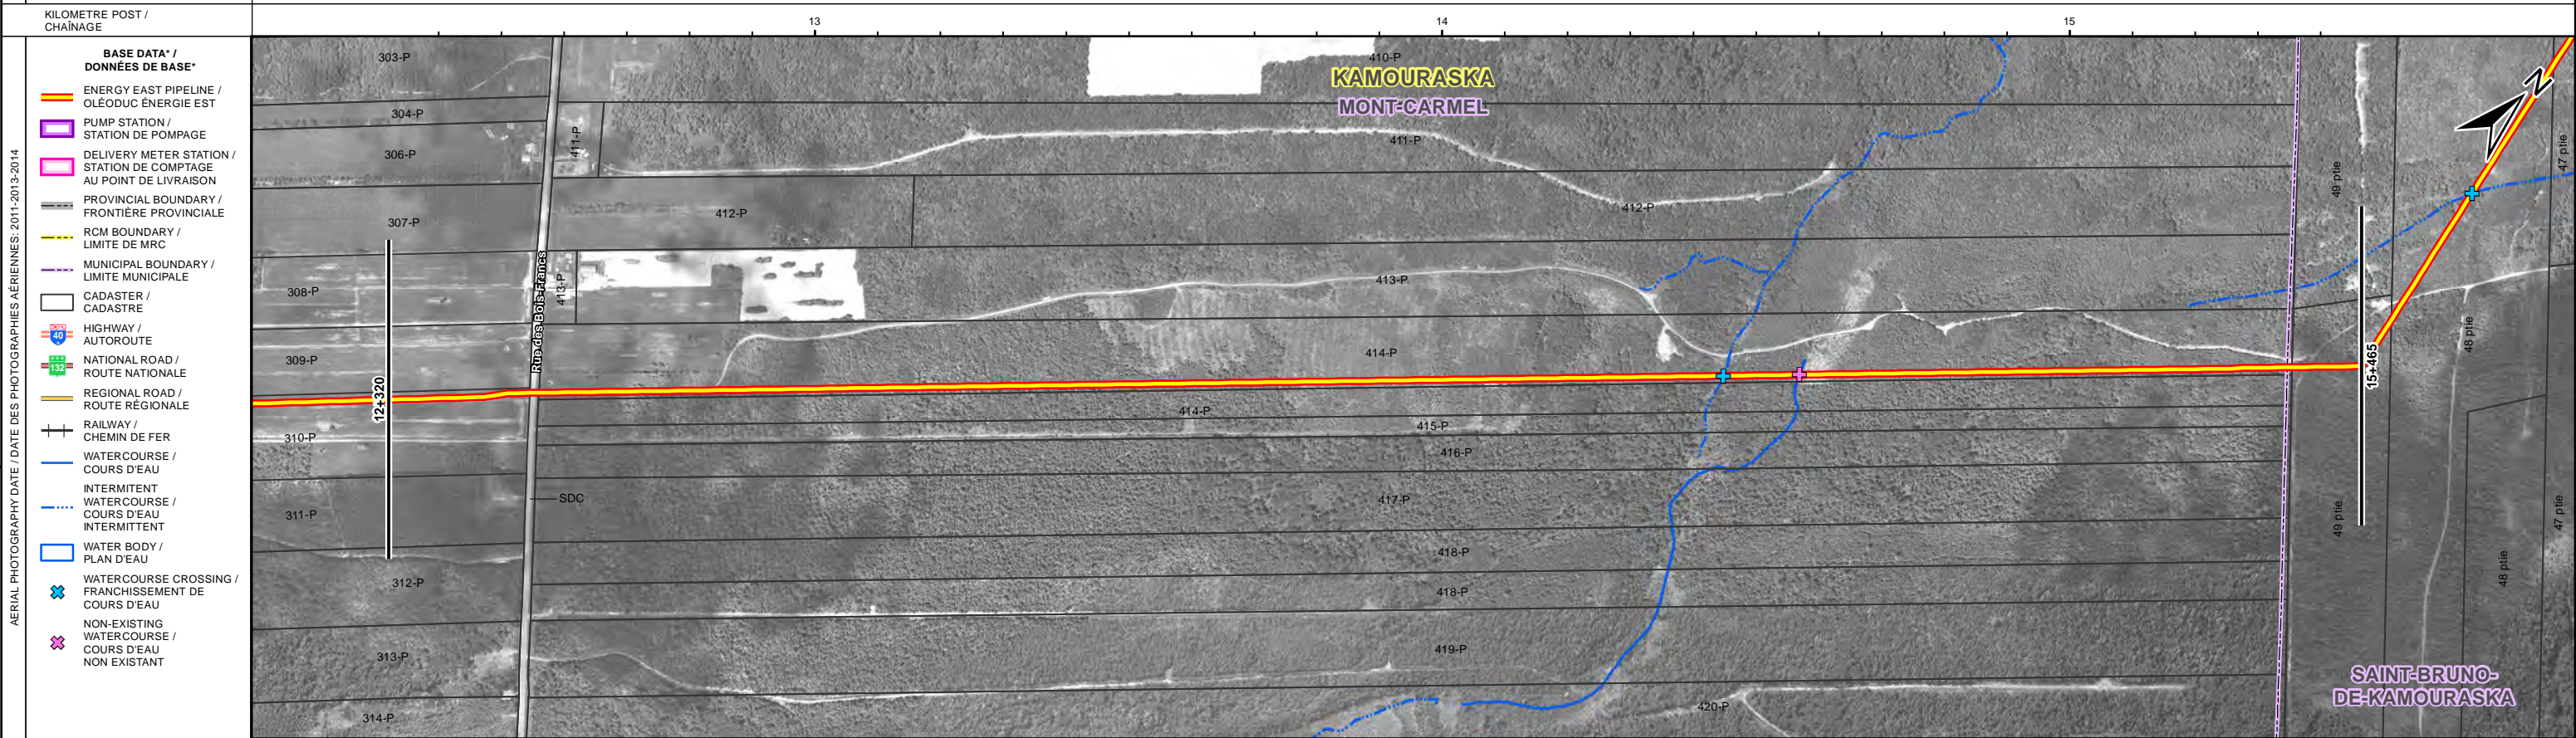 KILOMETRE POST /
CHAÎNAGE
13
14
15
AERIAL PHOTOGRAPHY DATE / DATE DES PHOTOGRAPHIES AÉRIENNES: 2011-2013-2014
BASE DATA* /
DONNÉES DE BASE*
ENERGY EAST PIPELINE /
OLÉODUC ÉNERGIE EST
PUMP STATION /
STATION DE POMPAGE
DELIVERY METER STATION /
STATION DE COMPTAGE
AU POINT DE LIVRAISON
PROVINCIAL BOUNDARY /
FRONTIÈRE PROVINCIALE
RCM BOUNDARY /
LIMITE DE MRC
MUNICIPAL BOUNDARY /
LIMITE MUNICIPALE
CADASTER /
CADASTRE
40
HIGHWAY /
AUTOROUTE
132
NATIONAL ROAD /
ROUTE NATIONALE
REGIONAL ROAD /
ROUTE RÉGIONALE
RAILWAY /
CHEMIN DE FER
WATERCOURSE /
COURS D'EAU
INTERMITENT
WATERCOURSE /
COURS D'EAU
INTERMITTENT
WATER BODY /
PLAN D'EAU
WATERCOURSE CROSSING /
FRANCHISSEMENT DE
COURS D'EAU
NON-EXISTING
WATERCOURSE /
COURS D'EAU
NON EXISTANT
303-P
304-P
306-P
307-P
308-P
309-P
12+320
310-P
311-P
312-P
313-P
314-P
Rue des Bois-Francs
SDC
411-P
412-P
413-P
410-P
KAMOURASKA
MONT-CARMEL
411-P
412-P
413-P
414-P
414-P
415-P
416-P
417-P
418-P
418-P
419-P
420-P
N
49 ptie
47 ptie
48 ptie
15+465
49 ptie
48 ptie
47 ptie
SAINT-BRUNO-
DE-KAMOURASKA